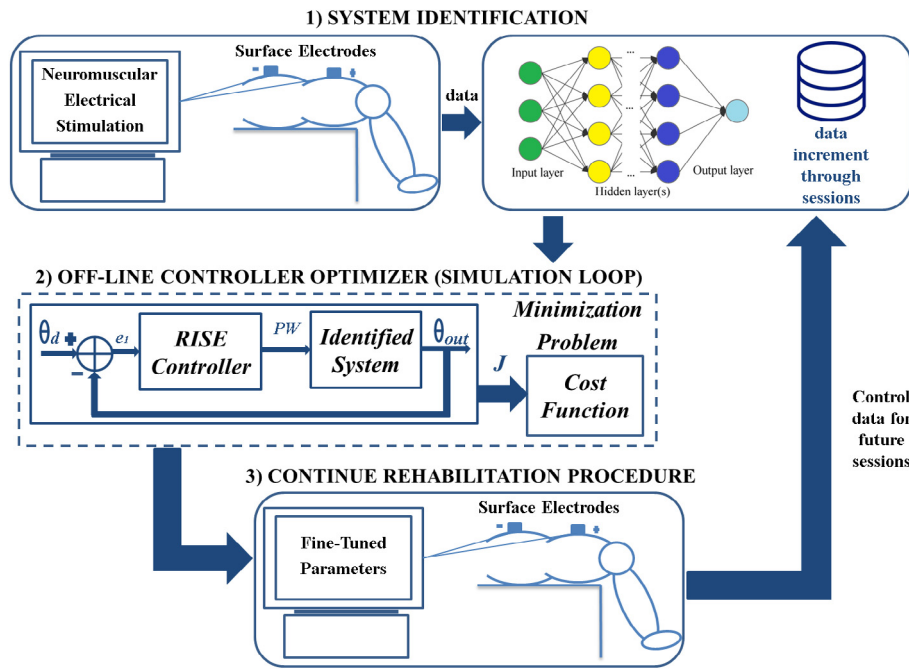 1) SYSTEM IDENTIFICATION
Neuromuscular
Electrical
Stimulation
Surface Electrodes
-
+
data
...
...
...
...
Input layer
Hidden layer(s)
Output layer
data
increment
through
sessions
2) OFF-LINE CONTROLLER OPTIMIZER (SIMULATION LOOP)
θd
+
-
e1
RISE
Controller
PW
Identified
System
θout
J
Minimization
Problem
Cost
Function
Control
data for
future
sessions
3) CONTINUE REHABILITATION PROCEDURE
Fine-Tuned
Parameters
Surface Electrodes
-
+